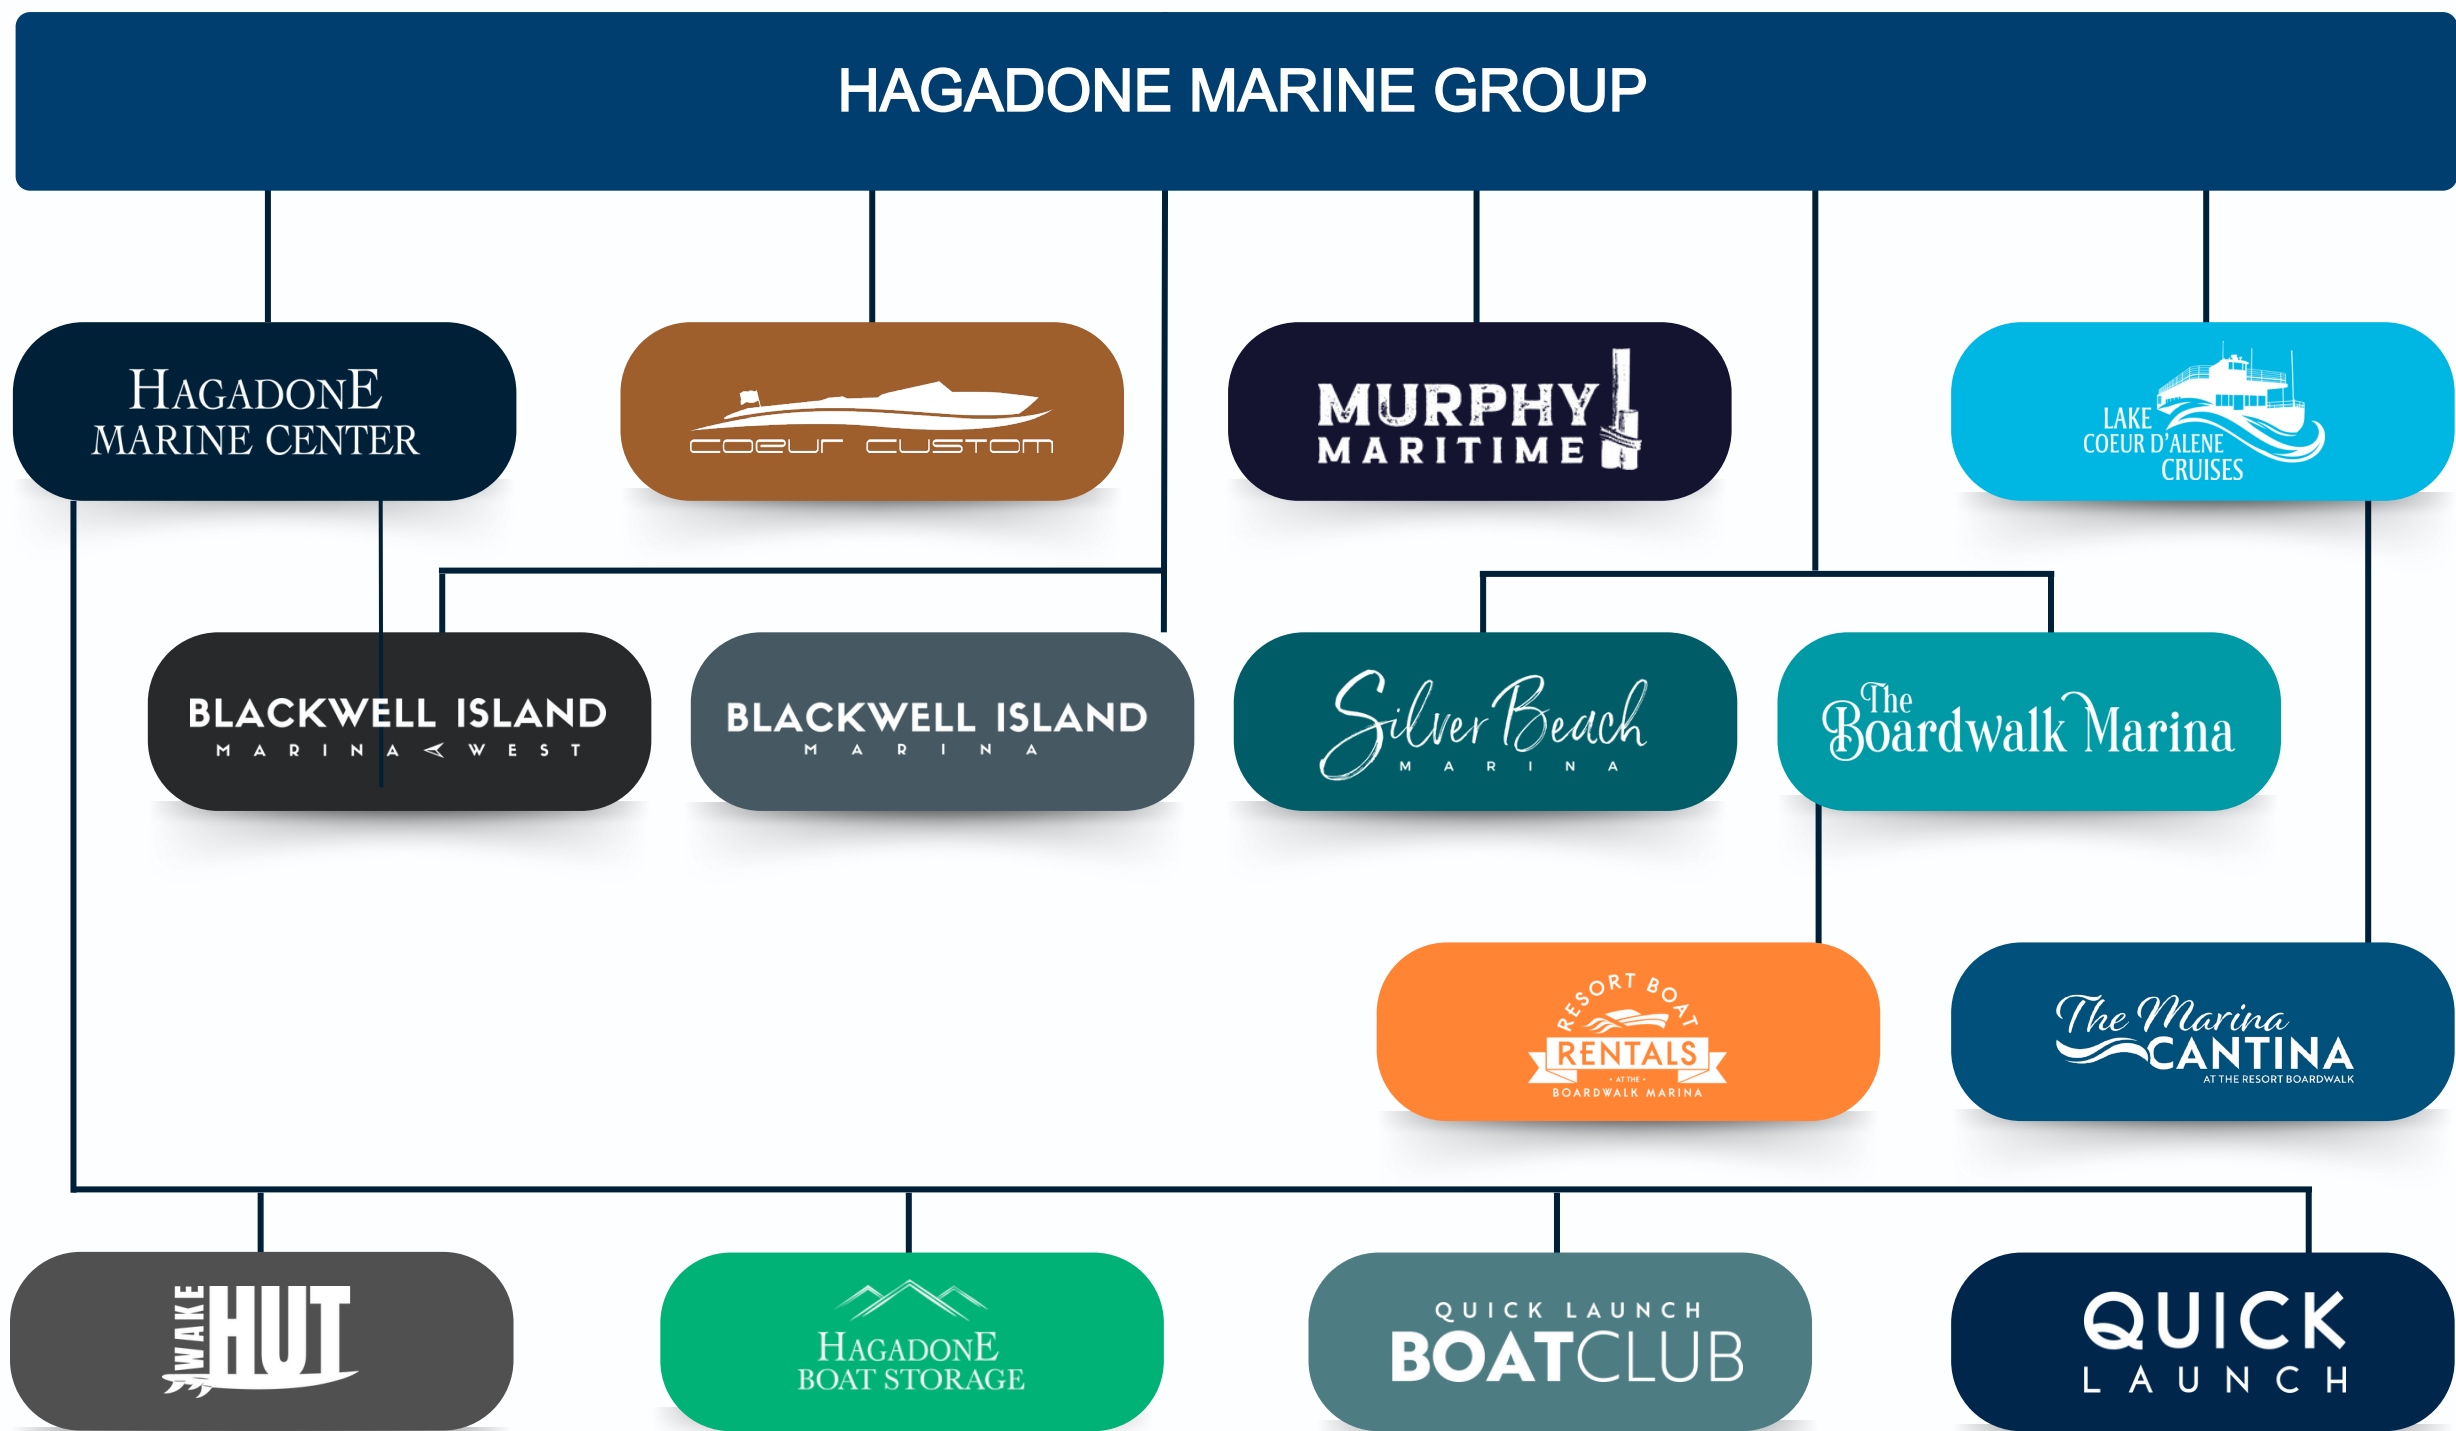 HAGADONE MARINE GROUP
HAGADONE
MARINE CENTER
COEUR CUSTOM
MURPHY
MARITIME
LAKE
COEUR D'ALENE
CRUISES
BLACKWELL ISLAND
MARINA WEST
BLACKWELL ISLAND
MARINA
Silver Beach
MARINA
The
Boardwalk Marina
RESORT BOAT
RENTALS
• AT THE •
BOARDWALK MARINA
The Marina
CANTINA
AT THE RESORT BOARDWALK
WAKE
HUT
HAGADONE
BOAT STORAGE
QUICK LAUNCH
BOATCLUB
QUICK
LAUNCH